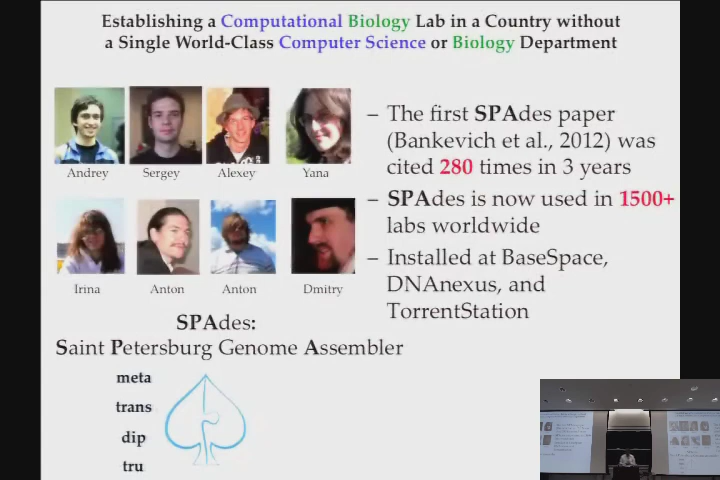 Establishing a Computational Biology Lab in a Country without
a Single World-Class Computer Science or Biology Department
Andrey Sergey Alexey Yana
Irina Anton Anton Dmitry
– The first SPAdes paper
(Bankevich et al., 2012) was
cited 280 times in 3 years
– SPAdes is now used in 1500+
labs worldwide
– Installed at BaseSpace,
DNAnexus, and
TorrentStation
SPAdes:
Saint Petersburg Genome Assembler
meta
trans
dip
tru